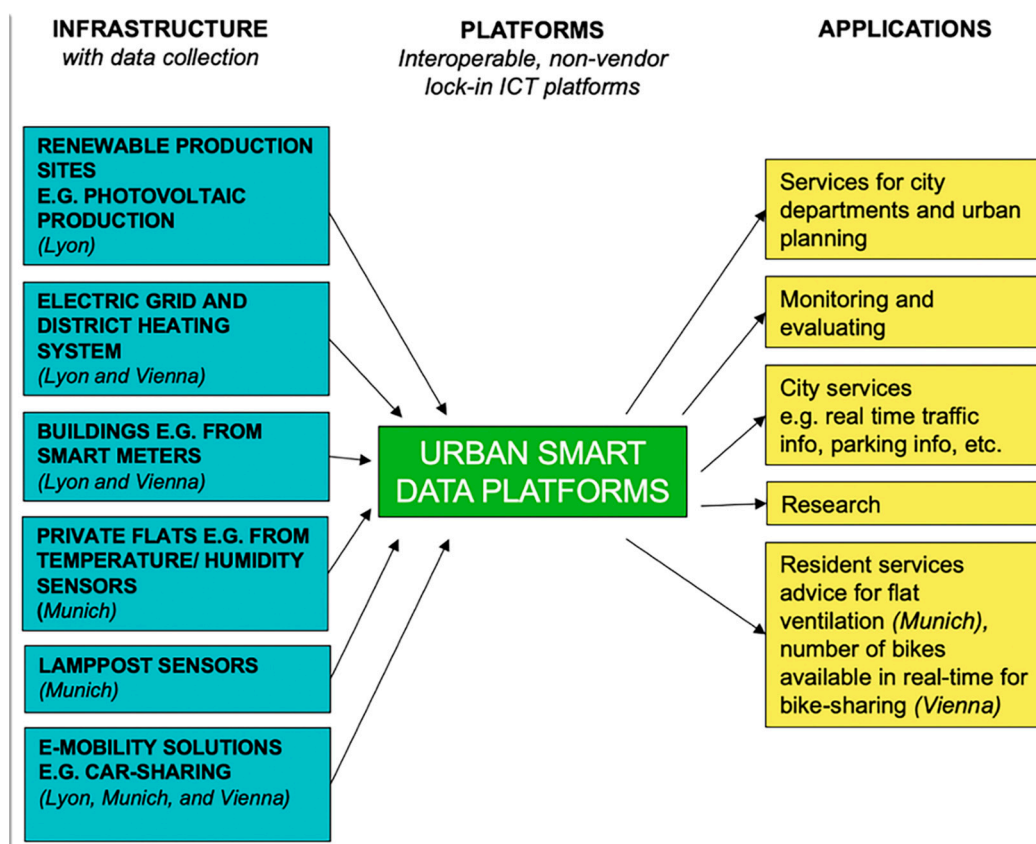 INFRASTRUCTURE
with data collection
PLATFORMS
Interoperable, non-vendor
lock-in ICT platforms
APPLICATIONS
RENEWABLE PRODUCTION
SITES
E.G. PHOTOVOLTAIC
PRODUCTION
(Lyon)
ELECTRIC GRID AND
DISTRICT HEATING
SYSTEM
(Lyon and Vienna)
BUILDINGS E.G. FROM
SMART METERS
(Lyon and Vienna)
PRIVATE FLATS E.G. FROM
TEMPERATURE/ HUMIDITY
SENSORS
(Munich)
LAMPPOST SENSORS
(Munich)
E-MOBILITY SOLUTIONS
E.G. CAR-SHARING
(Lyon, Munich, and Vienna)
URBAN SMART
DATA PLATFORMS
Services for city
departments and urban
planning
Monitoring and
evaluating
City services
e.g. real time traffic
info, parking info, etc.
Research
Resident services
advice for flat
ventilation (Munich),
number of bikes
available in real-time for
bike-sharing (Vienna)